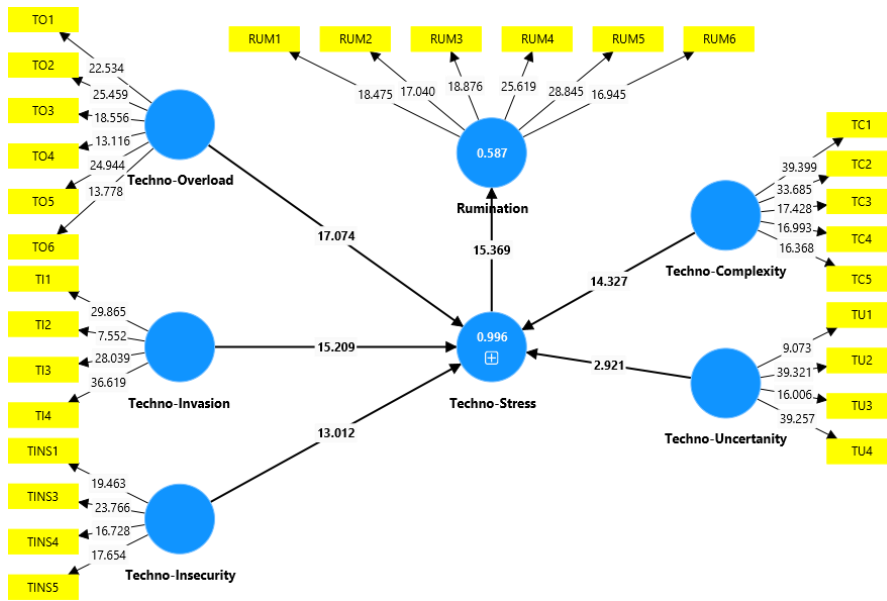 TO1
TO2
TO3
TO4
TO5
TO6
22.534
25.459
18.556
13.116
24.944
13.778
Techno-Overload
RUM1
RUM2
RUM3
RUM4
RUM5
RUM6
18.475
17.040
18.876
25.619
28.845
16.945
0.587
Rumination
TC1
TC2
TC3
TC4
TC5
39.399
33.685
17.428
16.993
16.368
Techno-Complexity
17.074
15.369
14.327
TI1
TI2
TI3
TI4
29.865
7.552
28.039
36.619
Techno-Invasion
15.209
0.996
Techno-Stress
2.921
TU1
TU2
TU3
TU4
9.073
39.321
16.006
39.257
Techno-Uncertanity
13.012
TINS1
TINS3
TINS4
TINS5
19.463
23.766
16.728
17.654
Techno-Insecurity